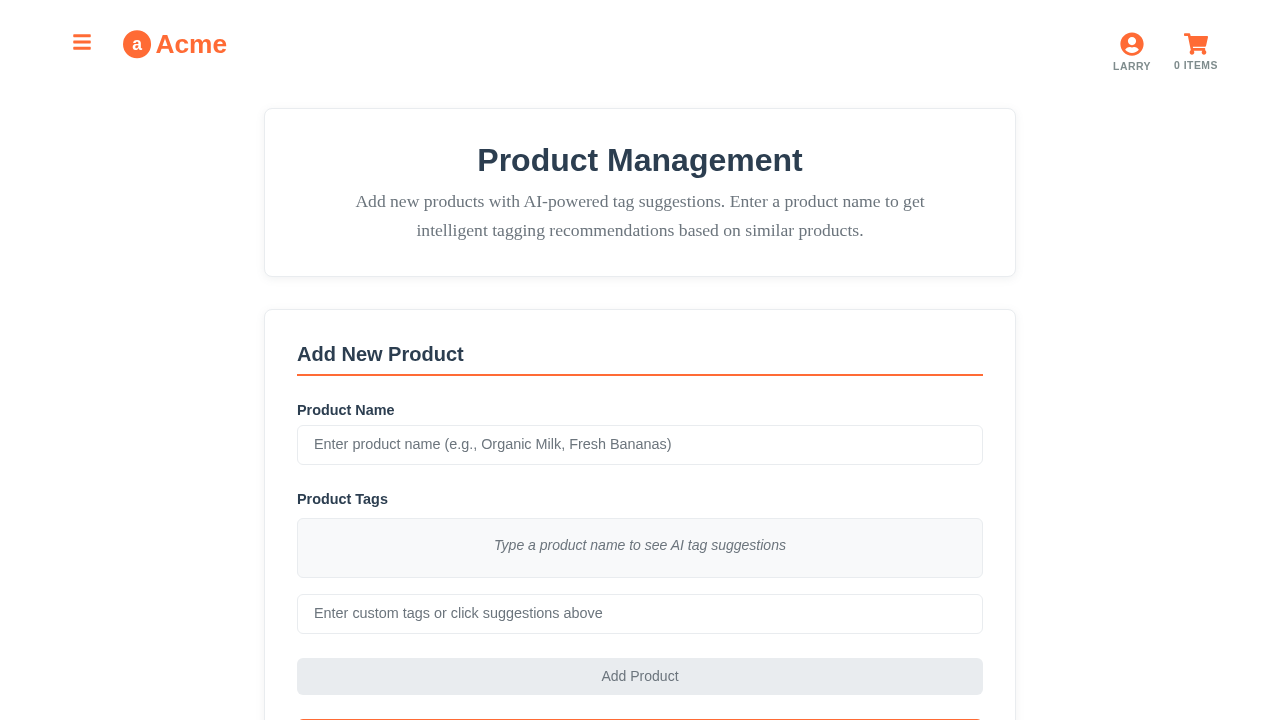 a Acme
LARRY
0 ITEMS
Product Management
Add new products with AI-powered tag suggestions. Enter a product name to get
intelligent tagging recommendations based on similar products.
Add New Product
Product Name
Enter product name (e.g., Organic Milk, Fresh Bananas)
Product Tags
Type a product name to see AI tag suggestions
Enter custom tags or click suggestions above
Add Product